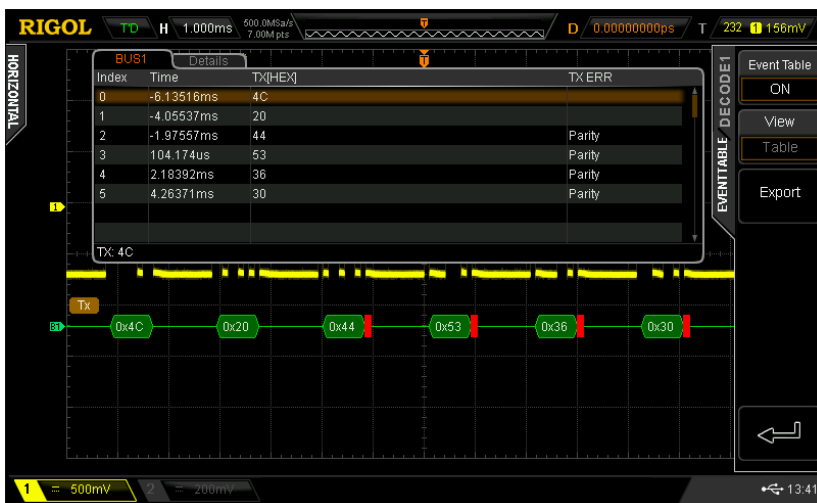 RIGOL T'D H 1.000ms 500.0MSa/s 7.00M pts T D 0.00000000ps T 232 1 156mV
HORIZONTAL
BUS1 Details
T
Index Time TX[HEX] TX ERR
0 -6.13516ms 4C
1 -4.05537ms 20
2 -1.97557ms 44 Parity
3 104.174us 53 Parity
4 2.18392ms 36 Parity
5 4.26371ms 30 Parity
TX: 4C
DECODE1
EVENTTABLE
Event Table
ON
View
Table
Export
1
Tx
B1 0x4C 0x20 0x44 0x53 0x36 0x30
1 = 500mV 2 = 200mV 13:41